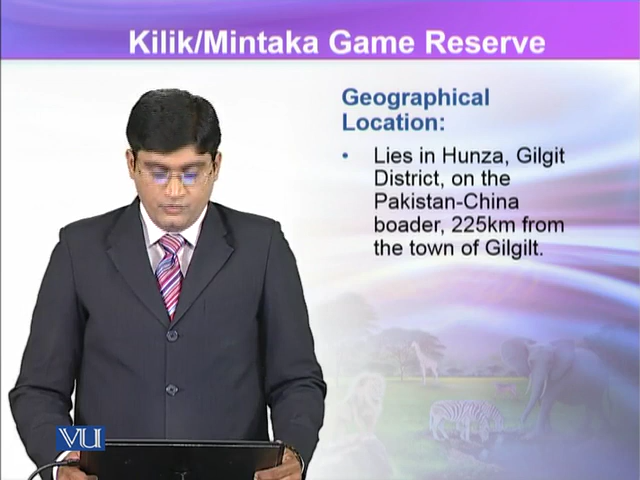 Kilik/Mintaka Game Reserve
Geographical
Location:
• Lies in Hunza, Gilgit
District, on the
Pakistan-China
boader, 225km from
the town of Gilgilt.
VU